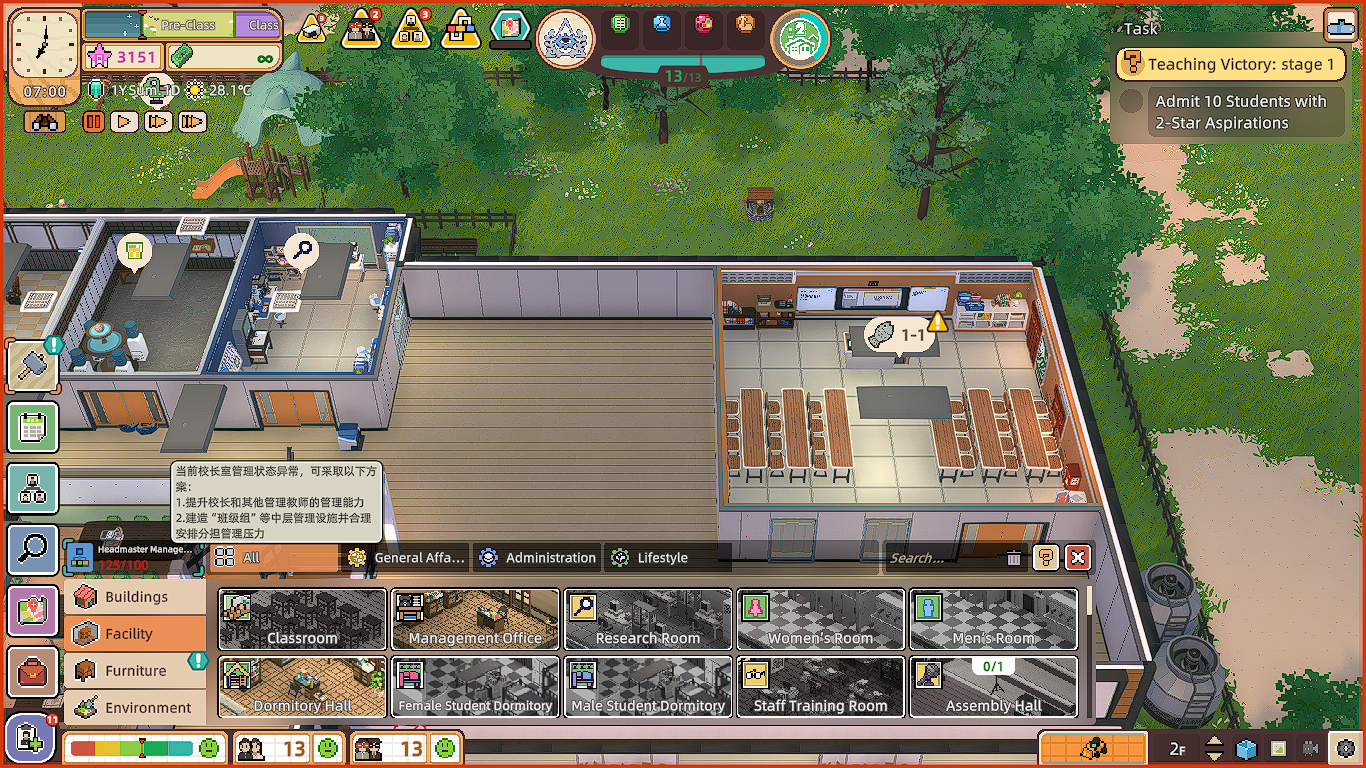 Pre-Class
Class
2
3
3151
∞
07:00
1YSum.1D
28.1°C
13/13
2
Task
Teaching Victory: stage 1
Admit 10 Students with
2-Star Aspirations
1-1
当前校长室管理状态异常，可采取以下方
案：
1.提升校长和其他管理教师的管理能力
2.建造“班级组”等中层管理设施并合理
安排分担管理压力
Headmaster Manage...
125/100
All
General Affa...
Administration
Lifestyle
Search...
Buildings
Facility
Furniture
Environment
Classroom
Management Office
Research Room
Women's Room
Men's Room
Dormitory Hall
Female Student Dormitory
Male Student Dormitory
Staff Training Room
0/1
Assembly Hall
11
13
13
2F